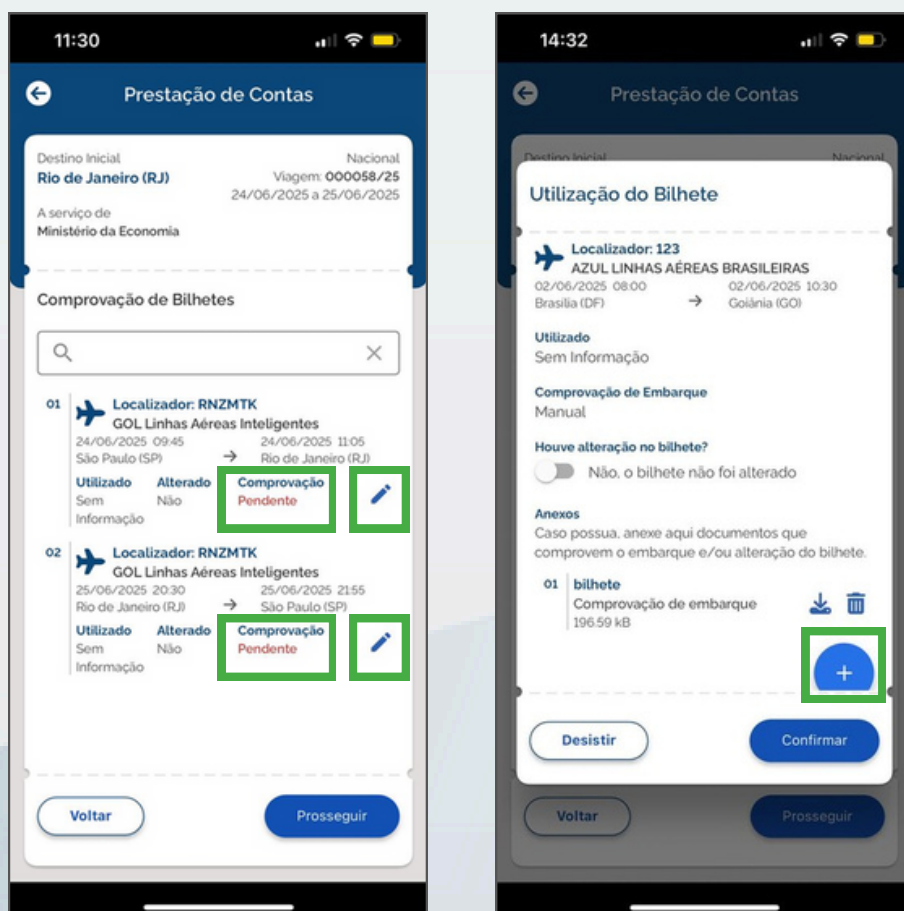 11:30
Prestação de Contas
Destino Inicial
Nacional
Rio de Janeiro (RJ)
Viagem: 000058/25
24/06/2025 a 25/06/2025
A serviço de
Ministério da Economia
Comprovação de Bilhetes
01
Localizador: RNZMTK
GOL Linhas Aéreas Inteligentes
24/06/2025 09:45
24/06/2025 11:05
São Paulo (SP)
→
Rio de Janeiro (RJ)
Utilizado Alterado Comprovação
Sem Não Pendente
Informação
02
Localizador: RNZMTK
GOL Linhas Aéreas Inteligentes
25/06/2025 20:30
25/06/2025 21:55
Rio de Janeiro (RJ)
→
São Paulo (SP)
Utilizado Alterado Comprovação
Sem Não Pendente
Informação
Voltar
Prosseguir
14:32
Prestação de Contas
Destino Inicial
Nacional
Utilização do Bilhete
Localizador: 123
AZUL LINHAS AÉREAS BRASILEIRAS
02/06/2025 08:00
02/06/2025 10:30
Brasília (DF)
→
Goiânia (GO)
Utilizado
Sem Informação
Comprovação de Embarque
Manual
Houve alteração no bilhete?
Não, o bilhete não foi alterado
Anexos
Caso possua, anexe aqui documentos que
comprovem o embarque e/ou alteração do bilhete.
01 bilhete
Comprovação de embarque
196.59 kB
+
Desistir
Confirmar
Voltar
Prosseguir